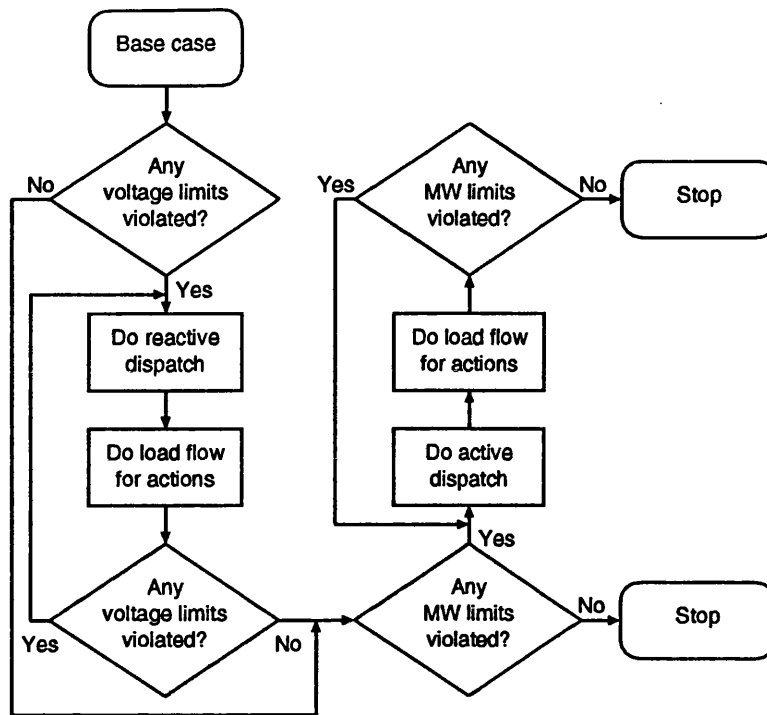 Base case
Any
voltage limits
violated?
No
Yes
Do reactive
dispatch
Do load flow
for actions
Any
voltage limits
violated?
Yes
No
Any
MW limits
violated?
Yes
No
Stop
Do load flow
for actions
Do active
dispatch
Yes
Any
MW limits
violated?
No
Stop